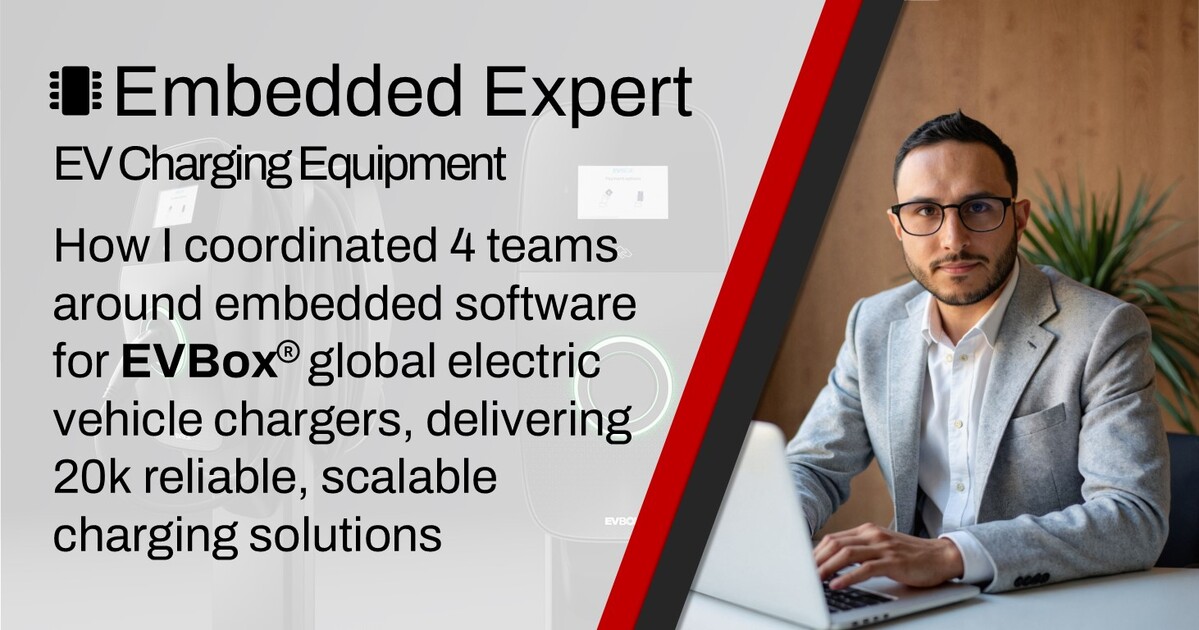 Embedded Expert
EV Charging Equipment
How I coordinated 4 teams
around embedded software
for EVBox® global electric
vehicle chargers, delivering
20k reliable, scalable
charging solutions